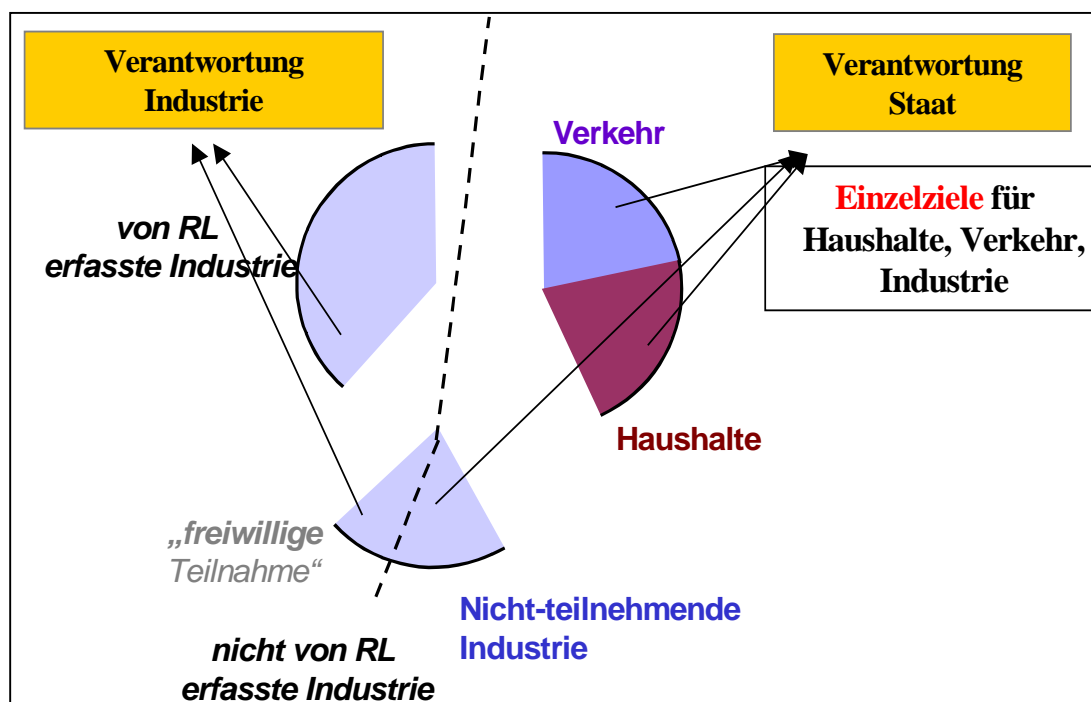 Verantwortung
Industrie
Verantwortung
Staat
Verkehr
Einzelziele für
Haushalte, Verkehr,
Industrie
von RL
erfasste Industrie
Haushalte
„freiwillige
Teilnahme“
Nicht-teilnehmende
Industrie
nicht von RL
erfasste Industrie